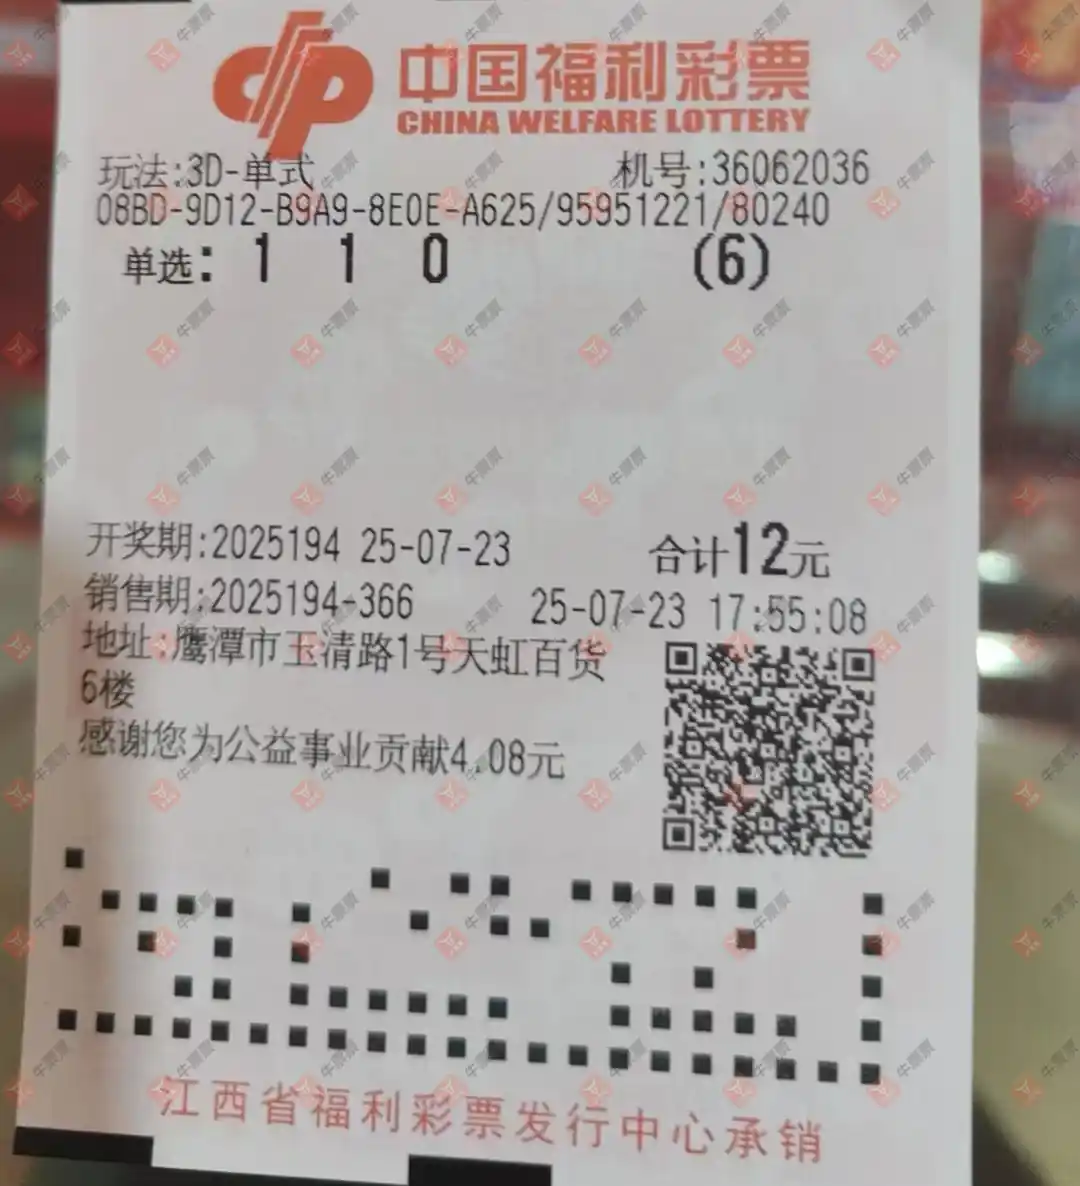 中国福利彩票
CHINA WELFARE LOTTERY
玩法:3D-单式 机号:36062036
08BD-9D12-B9A9-8E0E-A625/95951221/80240
单选: 1 1 0 (6)
开奖期:2025194 25-07-23 合计12元
销售期:2025194-366 25-07-23 17:55:08
地址:鹰潭市玉清路1号天虹百货
6楼
感谢您为公益事业贡献4.08元
江西省福利彩票发行中心承销
牛票票